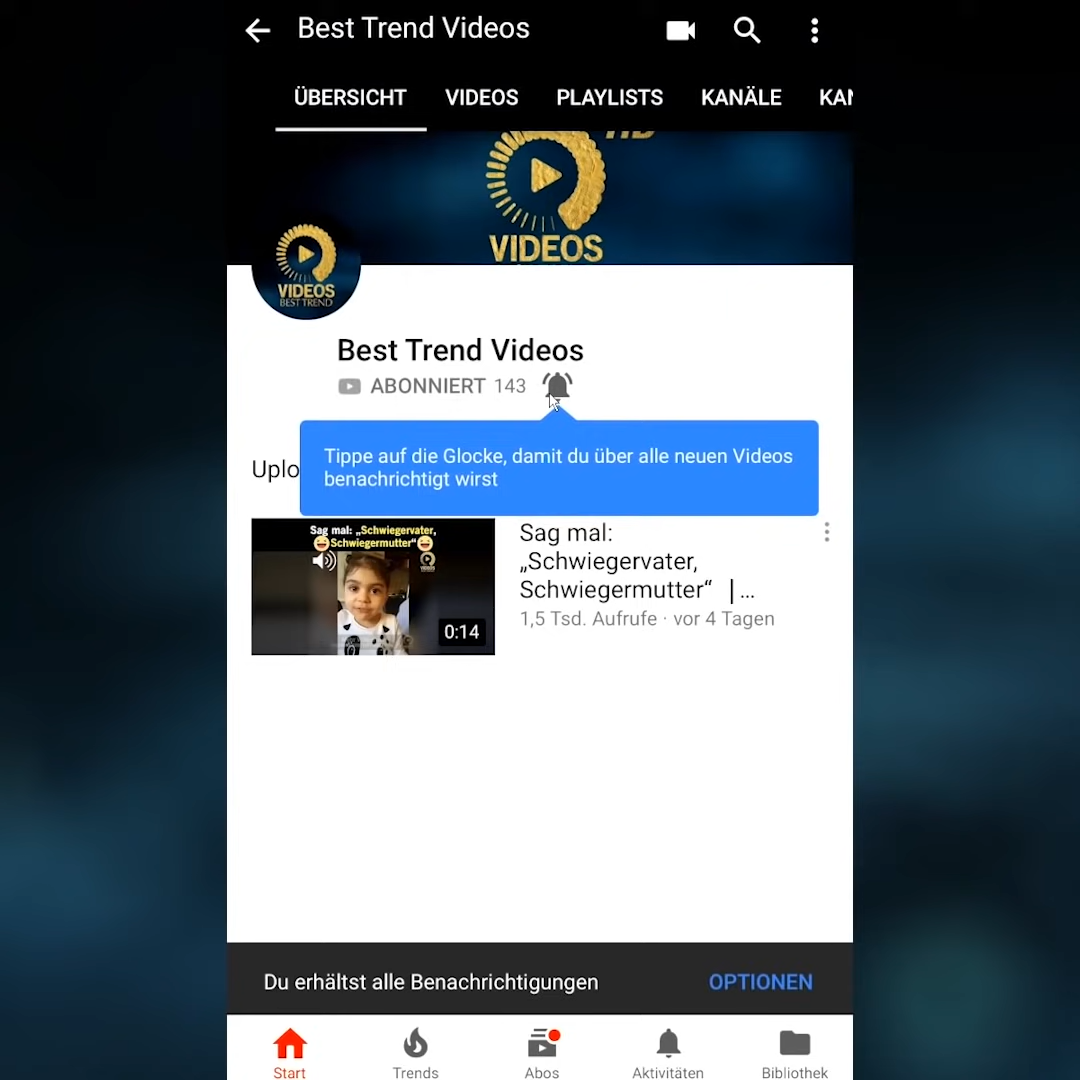 Best Trend Videos
ÜBERSICHT VIDEOS PLAYLISTS KANÄLE KAN
HD
VIDEOS
VIDEOS
BEST TREND
Best Trend Videos
ABONNIERT 143
Tippe auf die Glocke, damit du über alle neuen Videos
benachrichtigt wirst
Uplo
Sag mal: „Schwiegervater,
Schwiegermutter“
0:14
Sag mal:
„Schwiegervater,
Schwiegermutter“ |...
1,5 Tsd. Aufrufe · vor 4 Tagen
Du erhältst alle Benachrichtigungen OPTIONEN
Start Trends Abos Aktivitäten Bibliothek